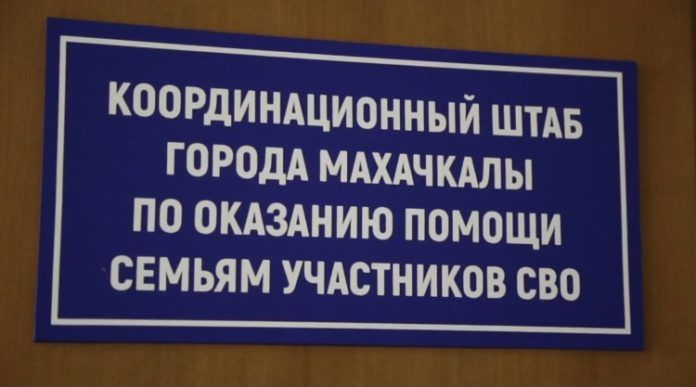 КООРДИНАЦИОННЫЙ ШТАБ
ГОРОДА МАХАЧКАЛЫ
ПО ОКАЗАНИЮ ПОМОЩИ
СЕМЬЯМ УЧАСТНИКОВ СВО